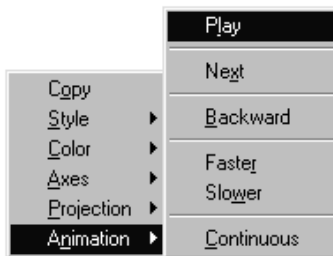 Copy
Style
Color
Axes
Projection
Animation
Play
Next
Backward
Faster
Slower
Continuous